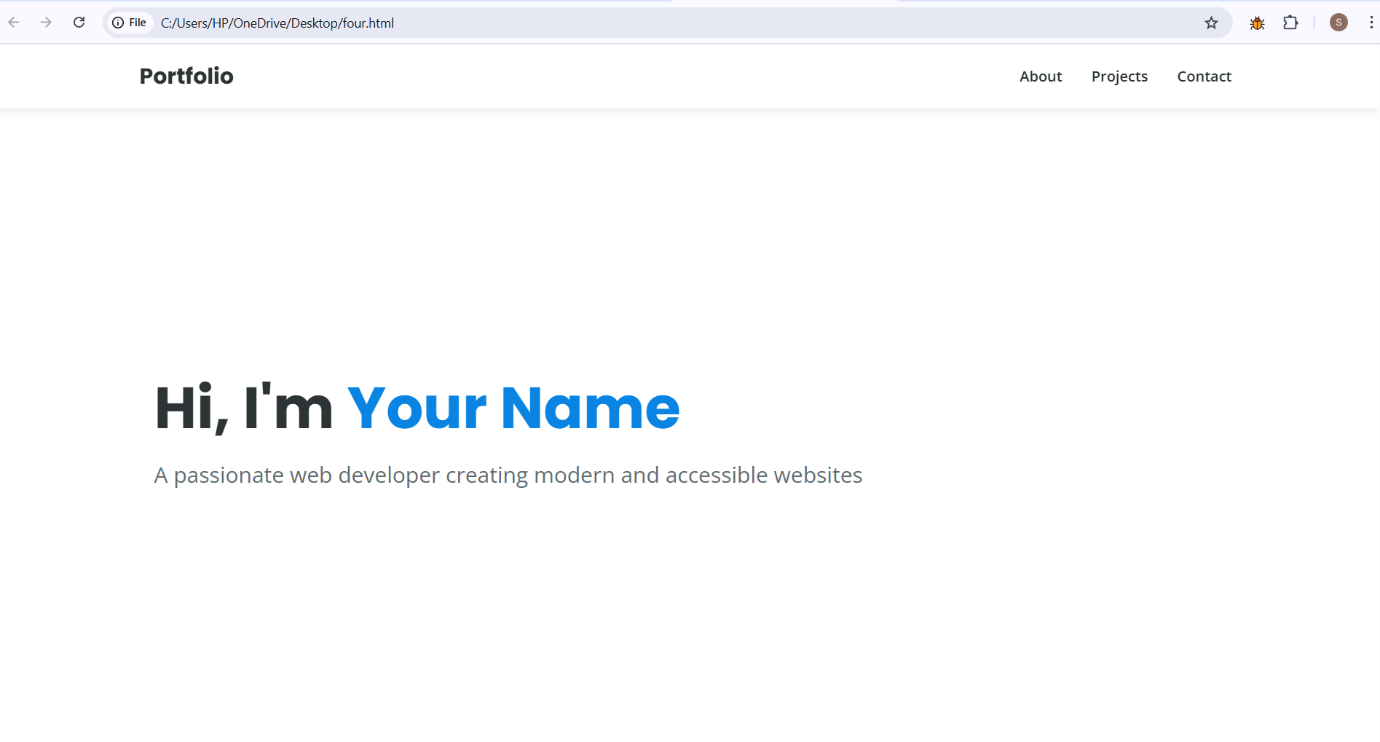 File C:/Users/HP/OneDrive/Desktop/four.html S
Portfolio About Projects Contact
Hi, I'm Your Name
A passionate web developer creating modern and accessible websites